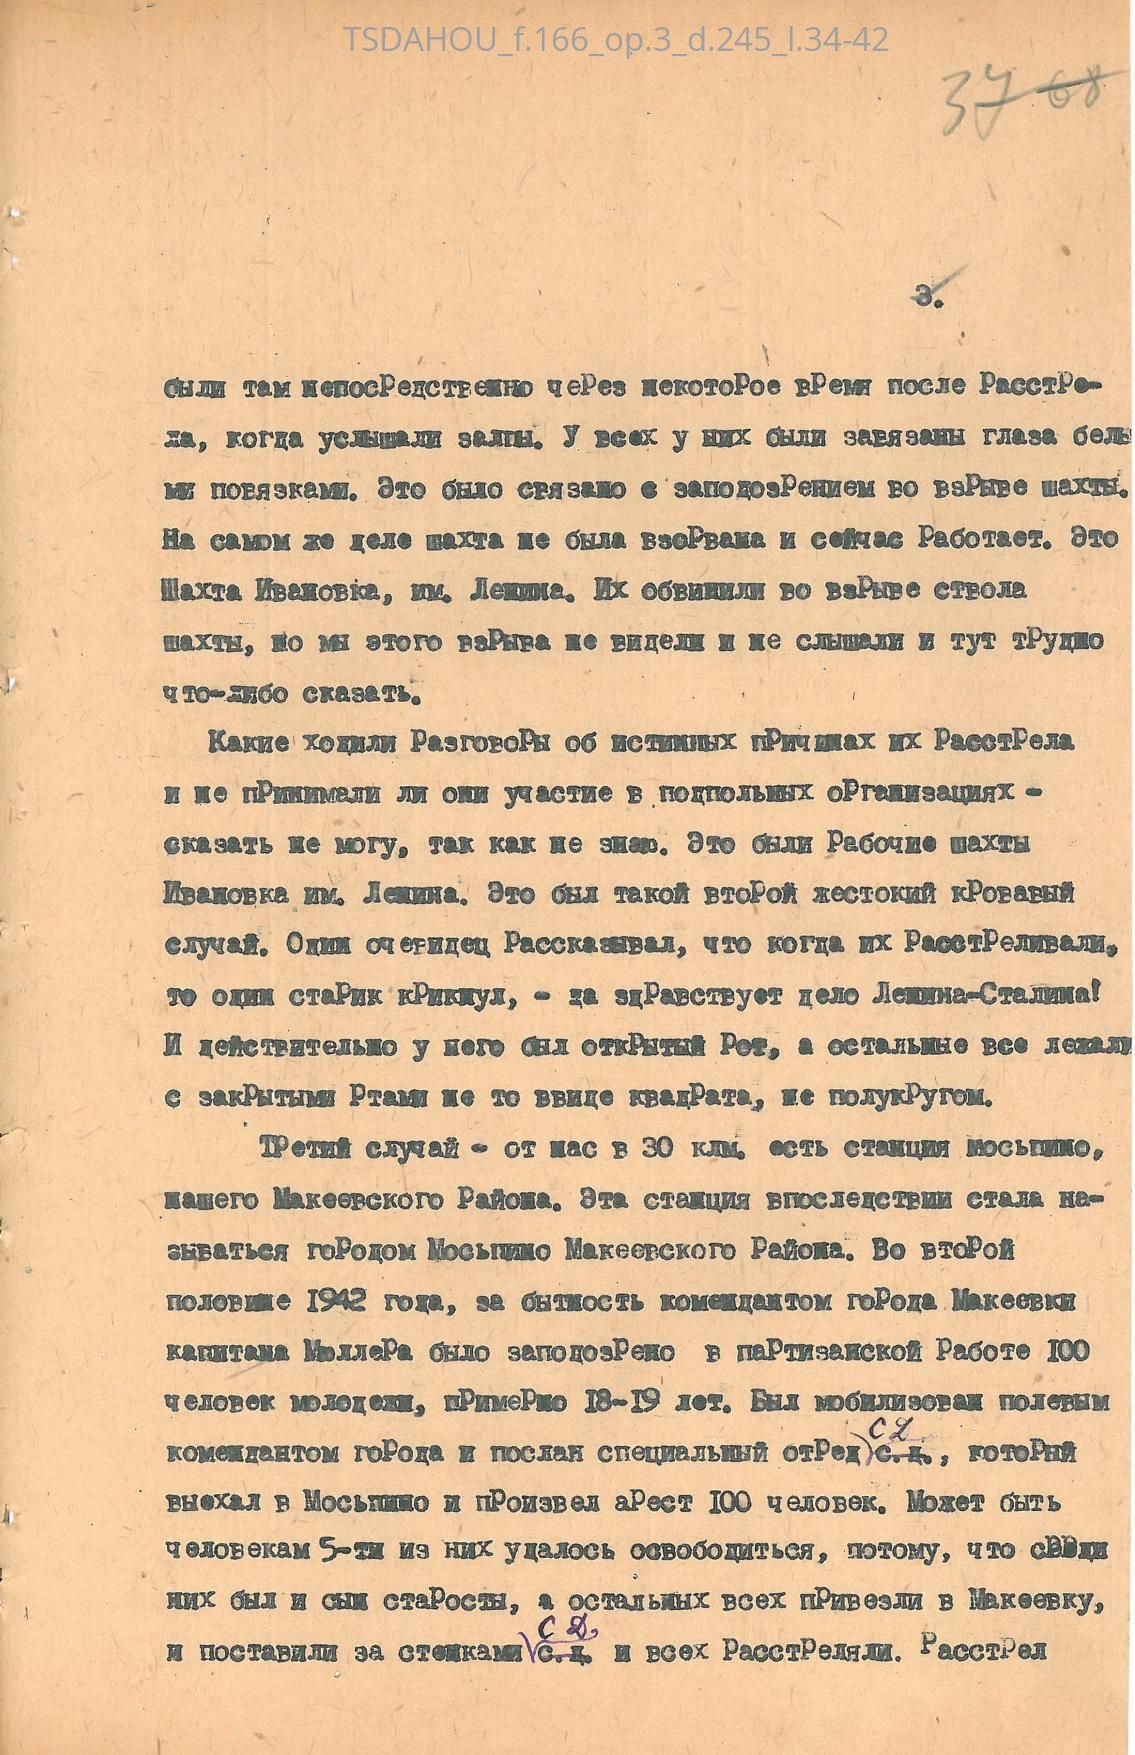 TSDAHOU_f.166_op.3_d.245_l.34-42
37 68
3.
были там непосРедственно чеРез некотоРое вРемя после РасстРе-
ла, когда услышали залпы. У всех у них были завязаны глаза белы
ми повязками. Это было связано с заподозРением во взРыве шахты.
На самом же деле шахта не была взоРвана и сейчас Работает. Это
Шахта Ивановка, им. Ленина. Их обвинили во взРыве ствола
шахты, но мы этого взРыва не видели и не слышали и тут тРудно
что-либо сказать.
Какие ходили РазговоРы об истинных пРичинах их РасстРела
и не пРинимали ли они участие в подпольных оРганизациях -
сказать не могу, так как не знаю. Это были Рабочие шахты
Ивановка им. Ленина. Это был такой втоРой жестокий кРовавый
случай. Один очевидец Рассказывал, что когда их РасстРеливали,
то один стаРик кРикнул, - да здРавствует дело Ленина-Сталина!
И действительно у него был откРытый Рот, а остальные все лежали
с закРытыми Ртами не то ввиде квадРата, не полукРугом.
ТРетий случай - от нас в 30 клм. есть станция мосьпино,
нашего Макеевского Района. Эта станция впоследствии стала на-
зываться гоРодом Мосьпино Макеевского Района. Во втоРой
половине 1942 года, за бытность комендантом гоРода Макеевки
капитана МюллеРа было заподозРено в паРтизанской Работе 100
человек молодежи, пРимеРно 18-19 лет. Был мобилизован полевым
СД
комендантом гоРода и послан специальный отРед с.д., котоРый
выехал в Мосьпино и пРоизвел аРест 100 человек. Может быть
человекам 5-ти из них удалось освободиться, потому, что сРРди
них был и сын стаРосты, а остальных всех пРивезли в Макеевку,
СД
и поставили за стенками с.д. и всех РасстРеляли. РасстРел